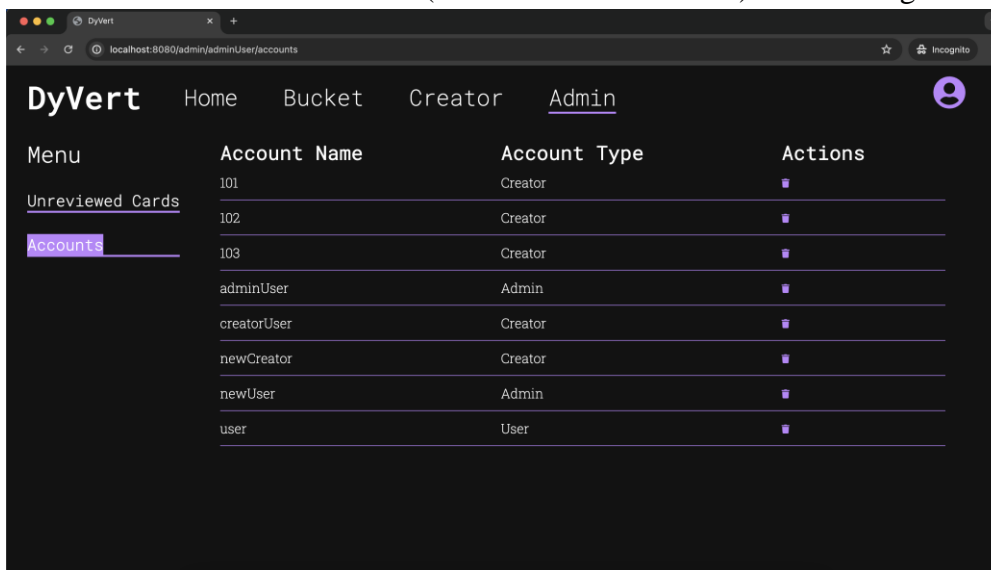 DyVert
localhost:8080/admin/adminUser/accounts
Incognito
DyVert Home Bucket Creator Admin
Menu
Unreviewed Cards
Accounts
Account Name Account Type Actions
101 Creator
102 Creator
103 Creator
adminUser Admin
creatorUser Creator
newCreator Creator
newUser Admin
user User